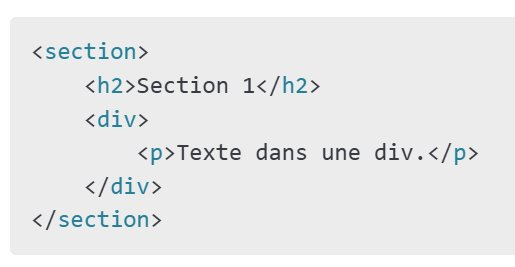 <section>
    <h2>Section 1</h2>
    <div>
        <p>Texte dans une div.</p>
    </div>
</section>